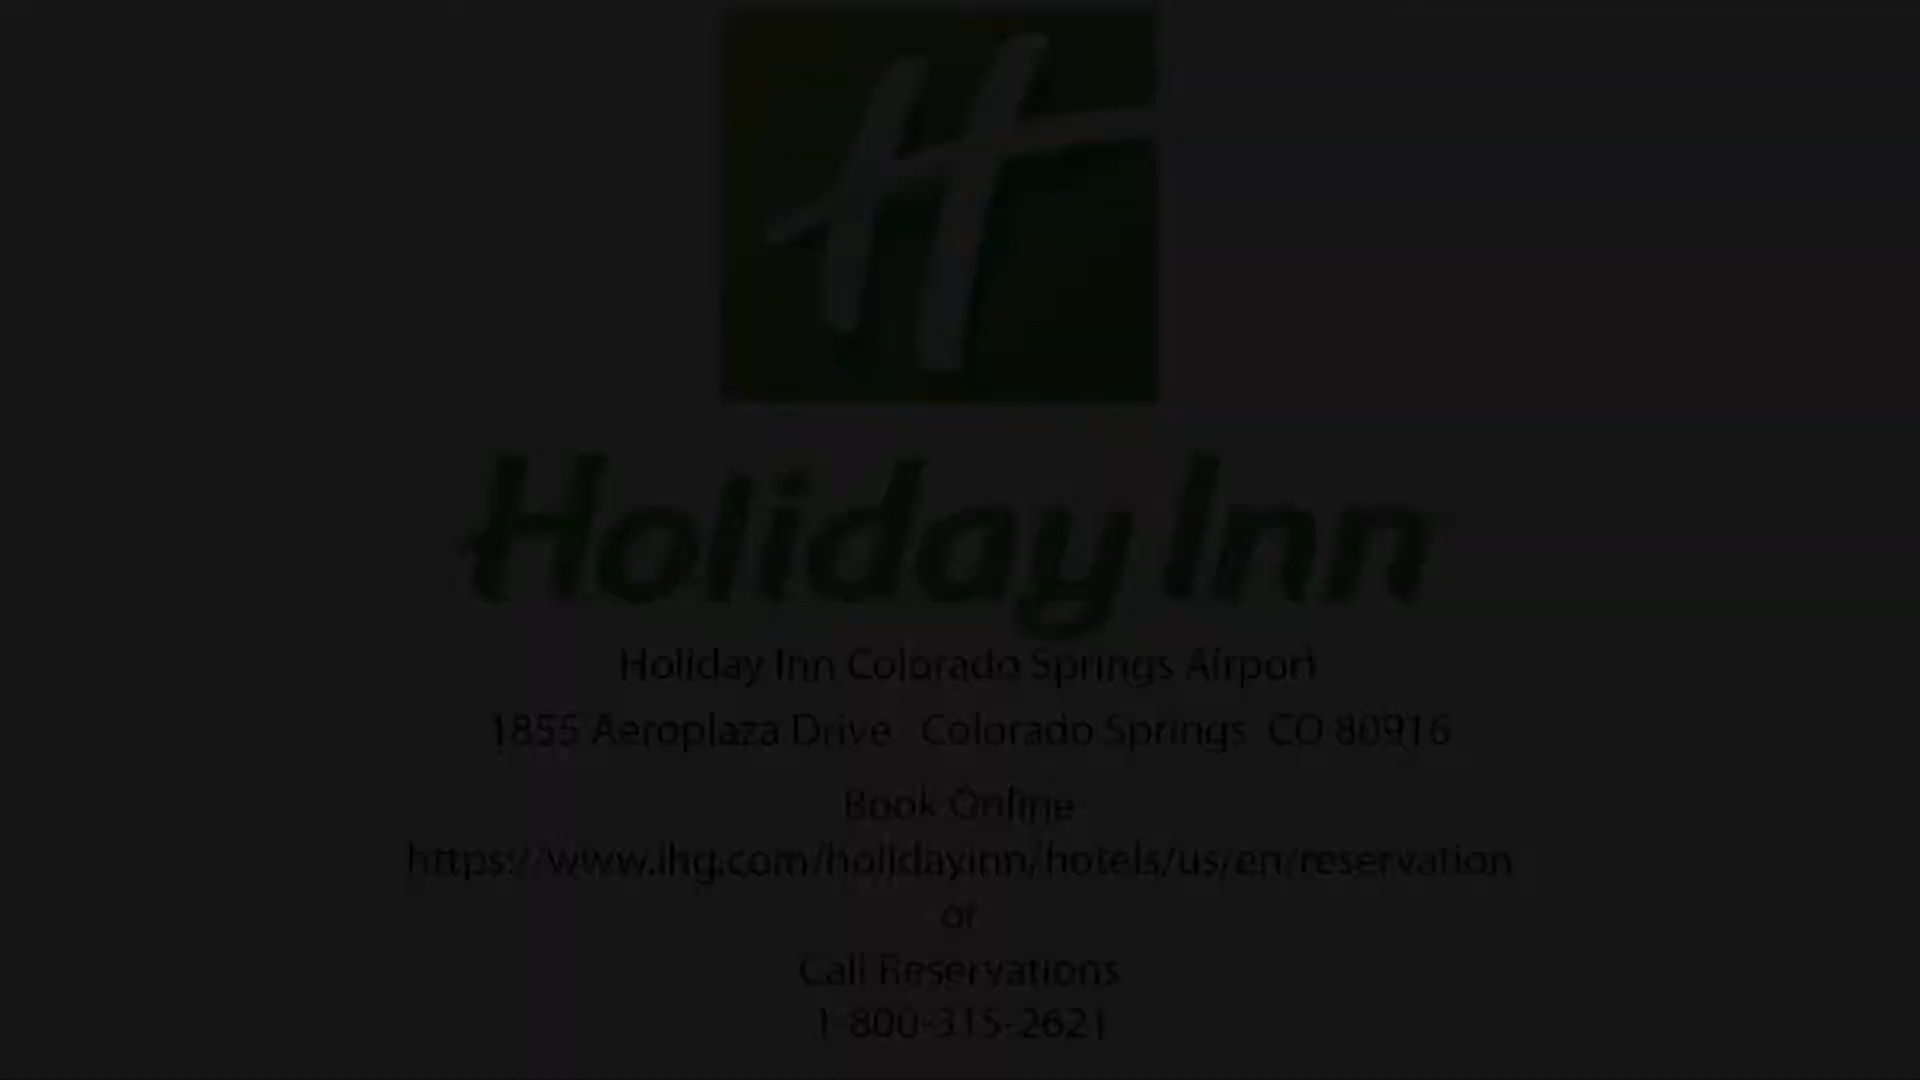 H
Holiday Inn
Holiday Inn Colorado Springs Airport
1855 Aeroplaza Drive Colorado Springs CO 80916
Book Online
https://www.ihg.com/holidayinn/hotels/us/en/reservation
or
Call Reservations
1-800-315-2621